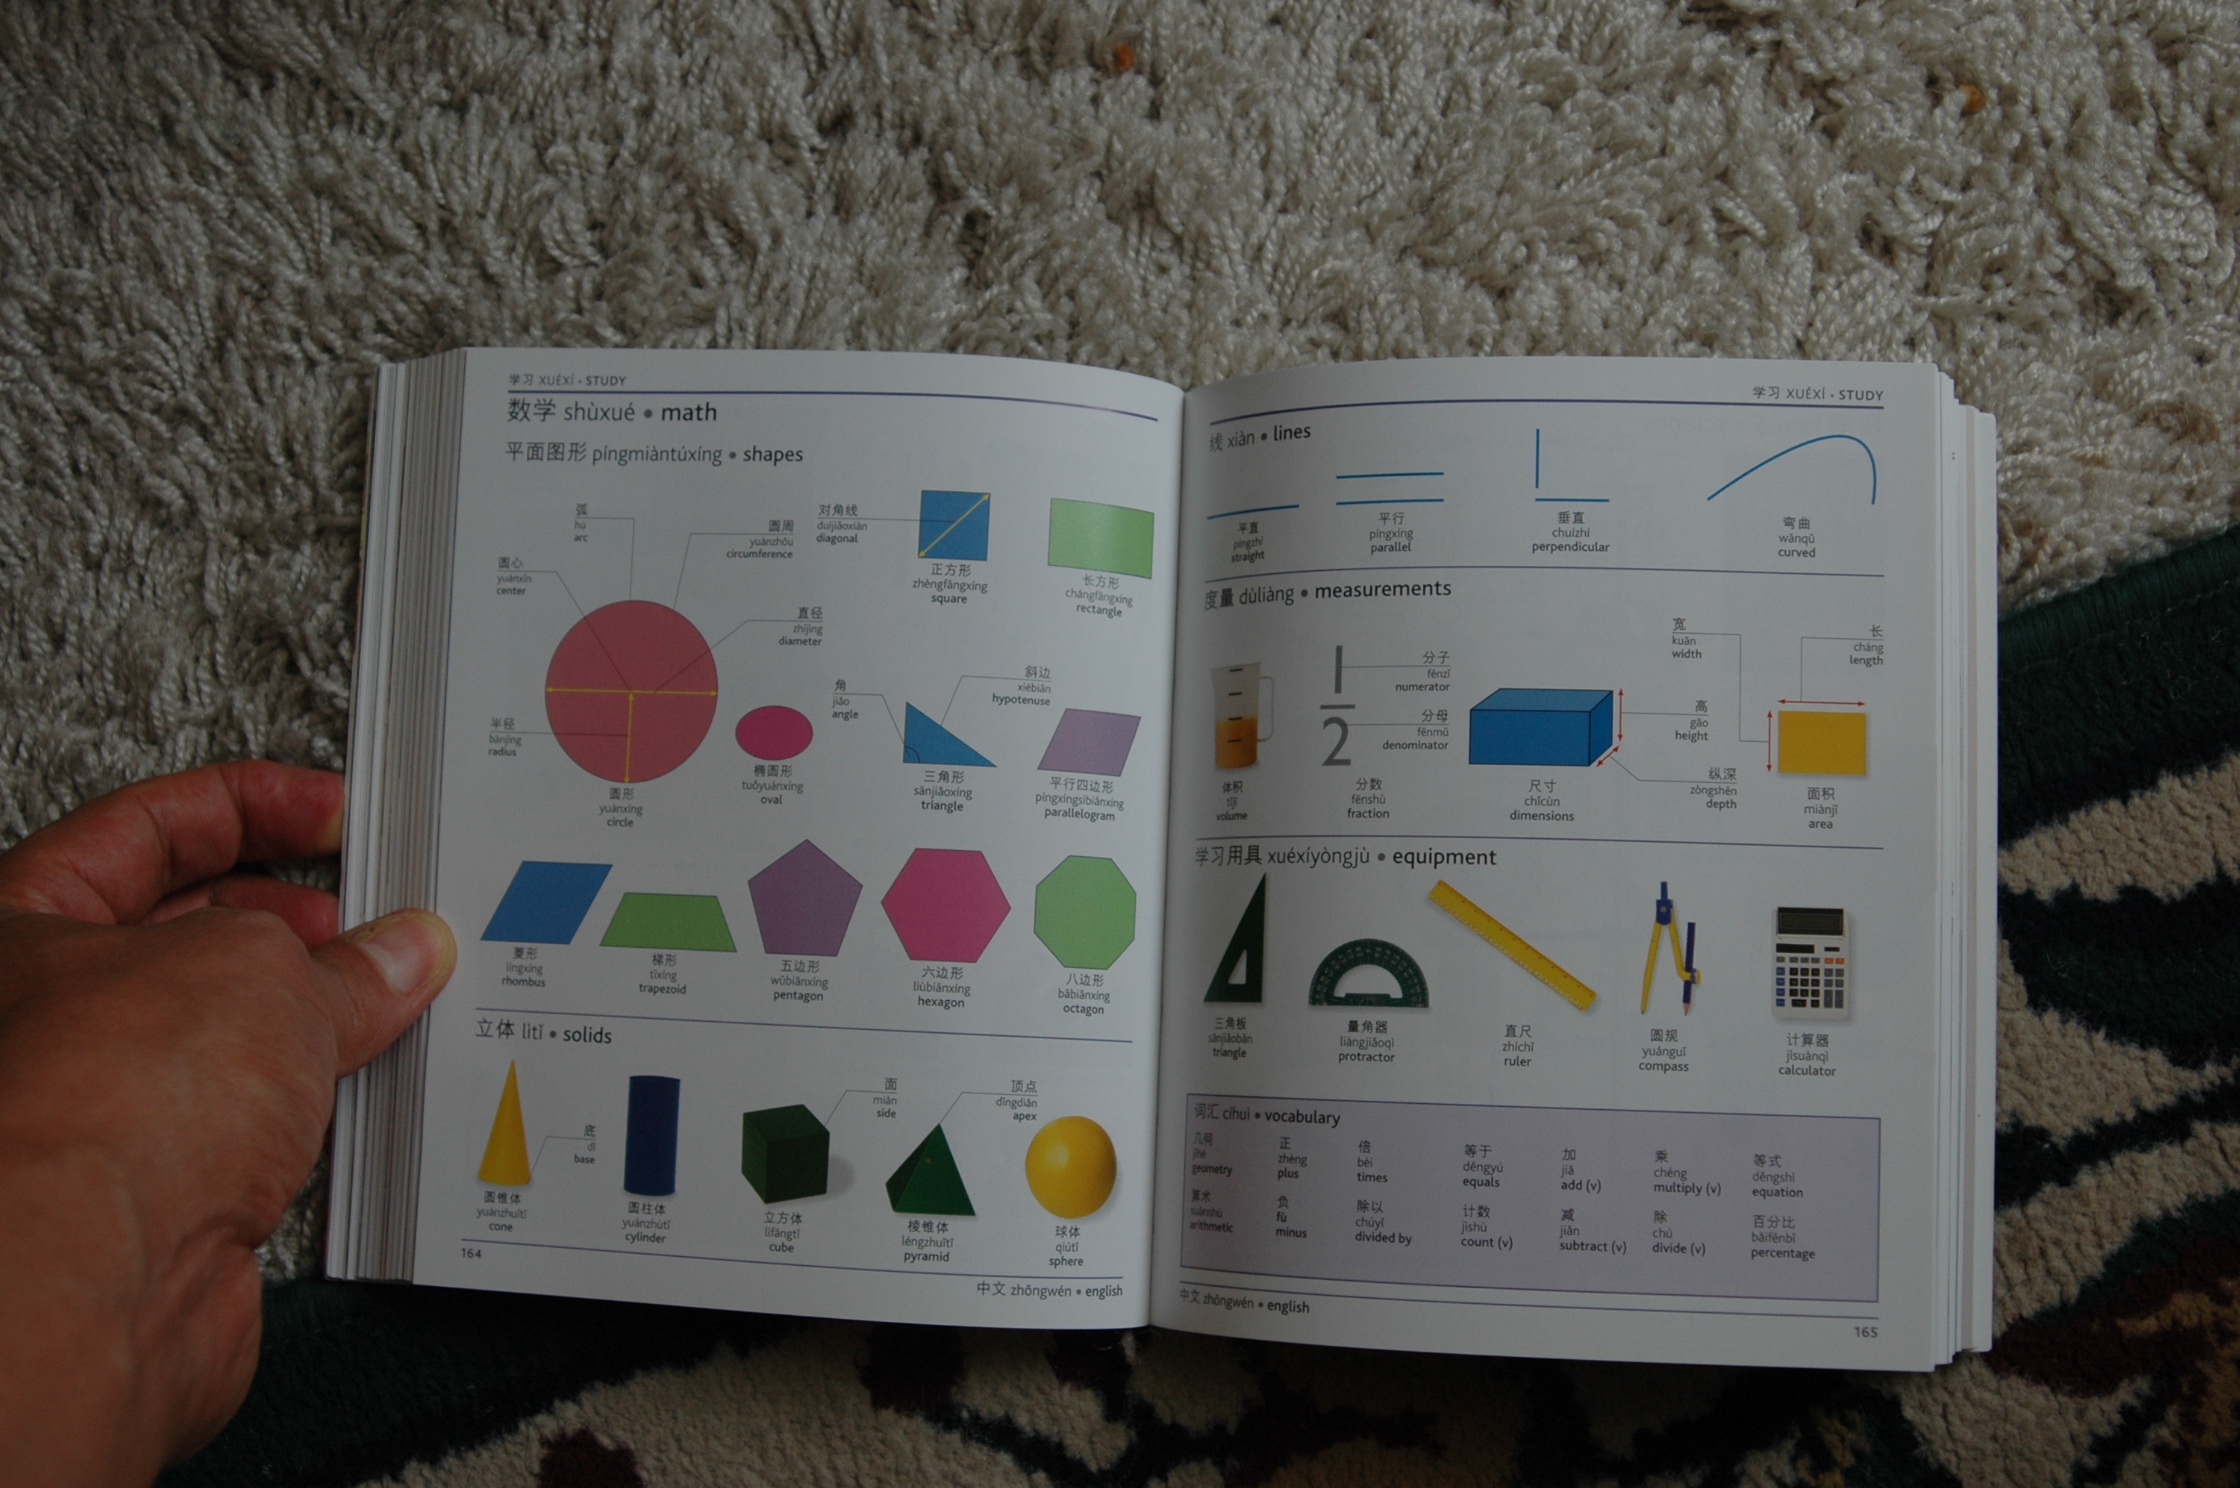 学习 XUÉXÍ • STUDY
数学 shùxué • math
平面图形 píngmiàntúxíng • shapes
弧
hú
arc
圆周
yuánzhōu
circumference
圆心
yuánxīn
center
直径
zhíjìng
diameter
半径
bànjìng
radius
圆形
yuánxíng
circle
对角线
duìjiǎoxiàn
diagonal
正方形
zhèngfāngxíng
square
长方形
chángfāngxíng
rectangle
椭圆形
tuǒyuánxíng
oval
角
jiǎo
angle
斜边
xiébiān
hypotenuse
三角形
sānjiǎoxíng
triangle
平行四边形
píngxíngsìbiānxíng
parallelogram
菱形
língxíng
rhombus
梯形
tīxíng
trapezoid
五边形
wǔbiānxíng
pentagon
六边形
liùbiānxíng
hexagon
八边形
bābiānxíng
octagon
立体 lìtǐ • solids
底
dǐ
base
圆锥体
yuánzhuītǐ
cone
圆柱体
yuánzhùtǐ
cylinder
面
miàn
side
立方体
lìfāngtǐ
cube
顶点
dǐngdiǎn
apex
棱锥体
léngzhuītǐ
pyramid
球体
qiútǐ
sphere
164
中文 zhōngwén • english
学习 XUÉXÍ • STUDY
线 xiàn • lines
平直
píngzhí
straight
平行
píngxíng
parallel
垂直
chuízhí
perpendicular
弯曲
wānqū
curved
度量 dùliàng • measurements
体积
tǐjī
volume
1
2
分子
fēnzǐ
numerator
分母
fēnmǔ
denominator
分数
fēnshù
fraction
高
gāo
height
纵深
zòngshēn
depth
尺寸
chǐcùn
dimensions
宽
kuān
width
长
cháng
length
面积
miànjī
area
学习用具 xuéxíyòngjù • equipment
三角板
sānjiǎobǎn
triangle
量角器
liángjiǎoqì
protractor
直尺
zhíchǐ
ruler
圆规
yuánguī
compass
计算器
jìsuànqì
calculator
词汇 cíhuì • vocabulary
几何
jǐhé
geometry
正
zhèng
plus
倍
bèi
times
等于
děngyú
equals
加
jiā
add (v)
乘
chéng
multiply (v)
等式
děngshì
equation
算术
suànshù
arithmetic
负
fù
minus
除以
chúyǐ
divided by
计数
jìshù
count (v)
减
jiǎn
subtract (v)
除
chú
divide (v)
百分比
bǎifēnbǐ
percentage
中文 zhōngwén • english
165